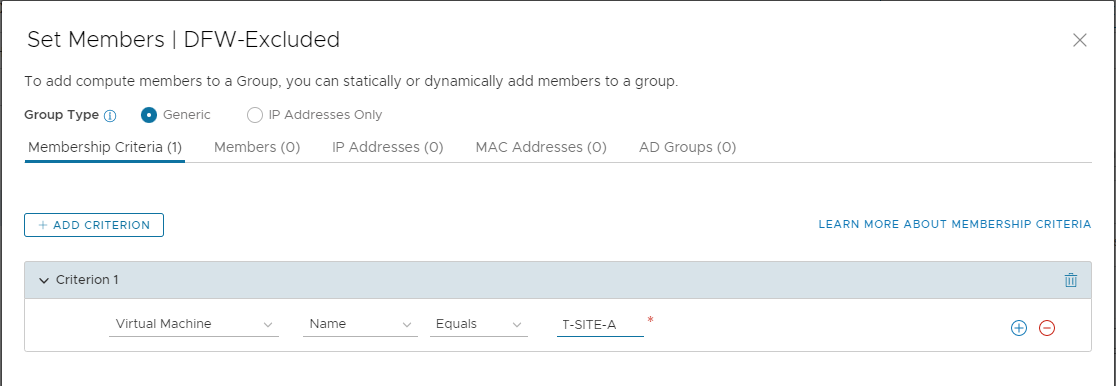 Set Members | DFW-Excluded
To add compute members to a Group, you can statically or dynamically add members to a group.
Group Type Generic IP Addresses Only
Membership Criteria (1) Members (0) IP Addresses (0) MAC Addresses (0) AD Groups (0)
+ ADD CRITERION LEARN MORE ABOUT MEMBERSHIP CRITERIA
Criterion 1
Virtual Machine Name Equals T-SITE-A *